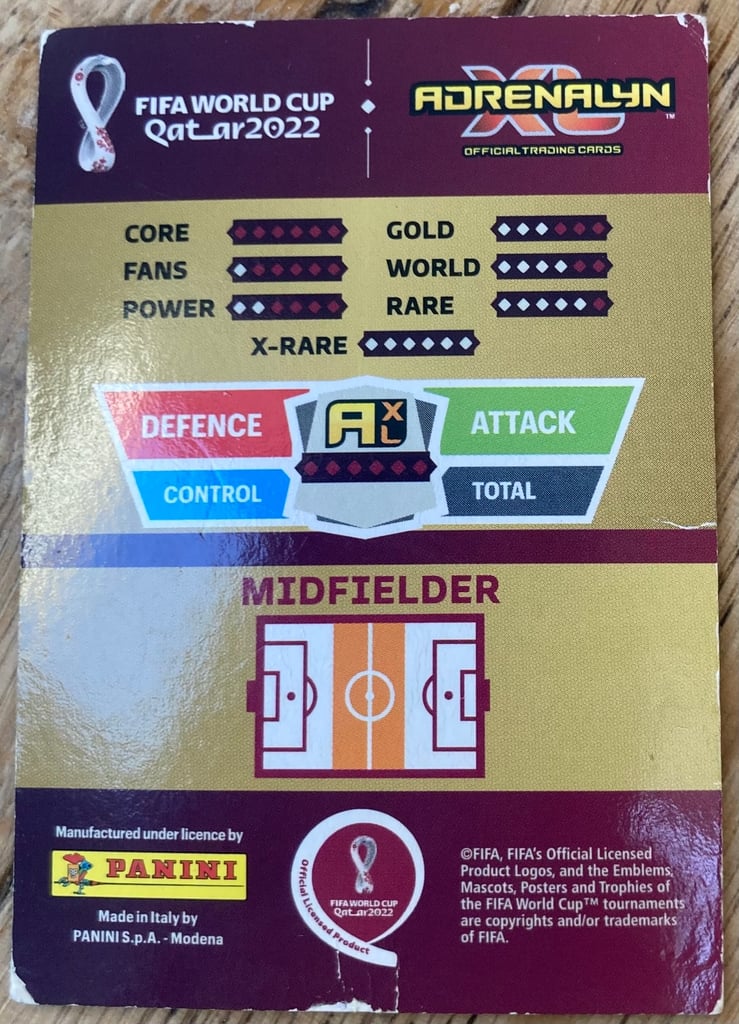 FIFA WORLD CUP
Qatar2022
ADRENALYN
XL
™
OFFICIAL TRADING CARDS
CORE
GOLD
FANS
WORLD
POWER
RARE
X-RARE
DEFENCE
A XL
ATTACK
CONTROL
TOTAL
MIDFIELDER
Manufactured under licence by
PANINI
Made in Italy by
PANINI S.p.A. - Modena
FIFA WORLD CUP
Qatar2022
Official Licensed Product
©FIFA, FIFA's Official Licensed
Product Logos, and the Emblems,
Mascots, Posters and Trophies of
the FIFA World Cup™ tournaments
are copyrights and/or trademarks
of FIFA.